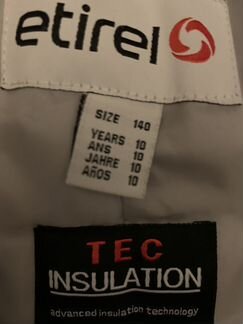 etirel
SIZE 140
YEARS 10
ANS 10
JAHRE 10
AÑOS 10
TEC
INSULATION
advanced insulation technology